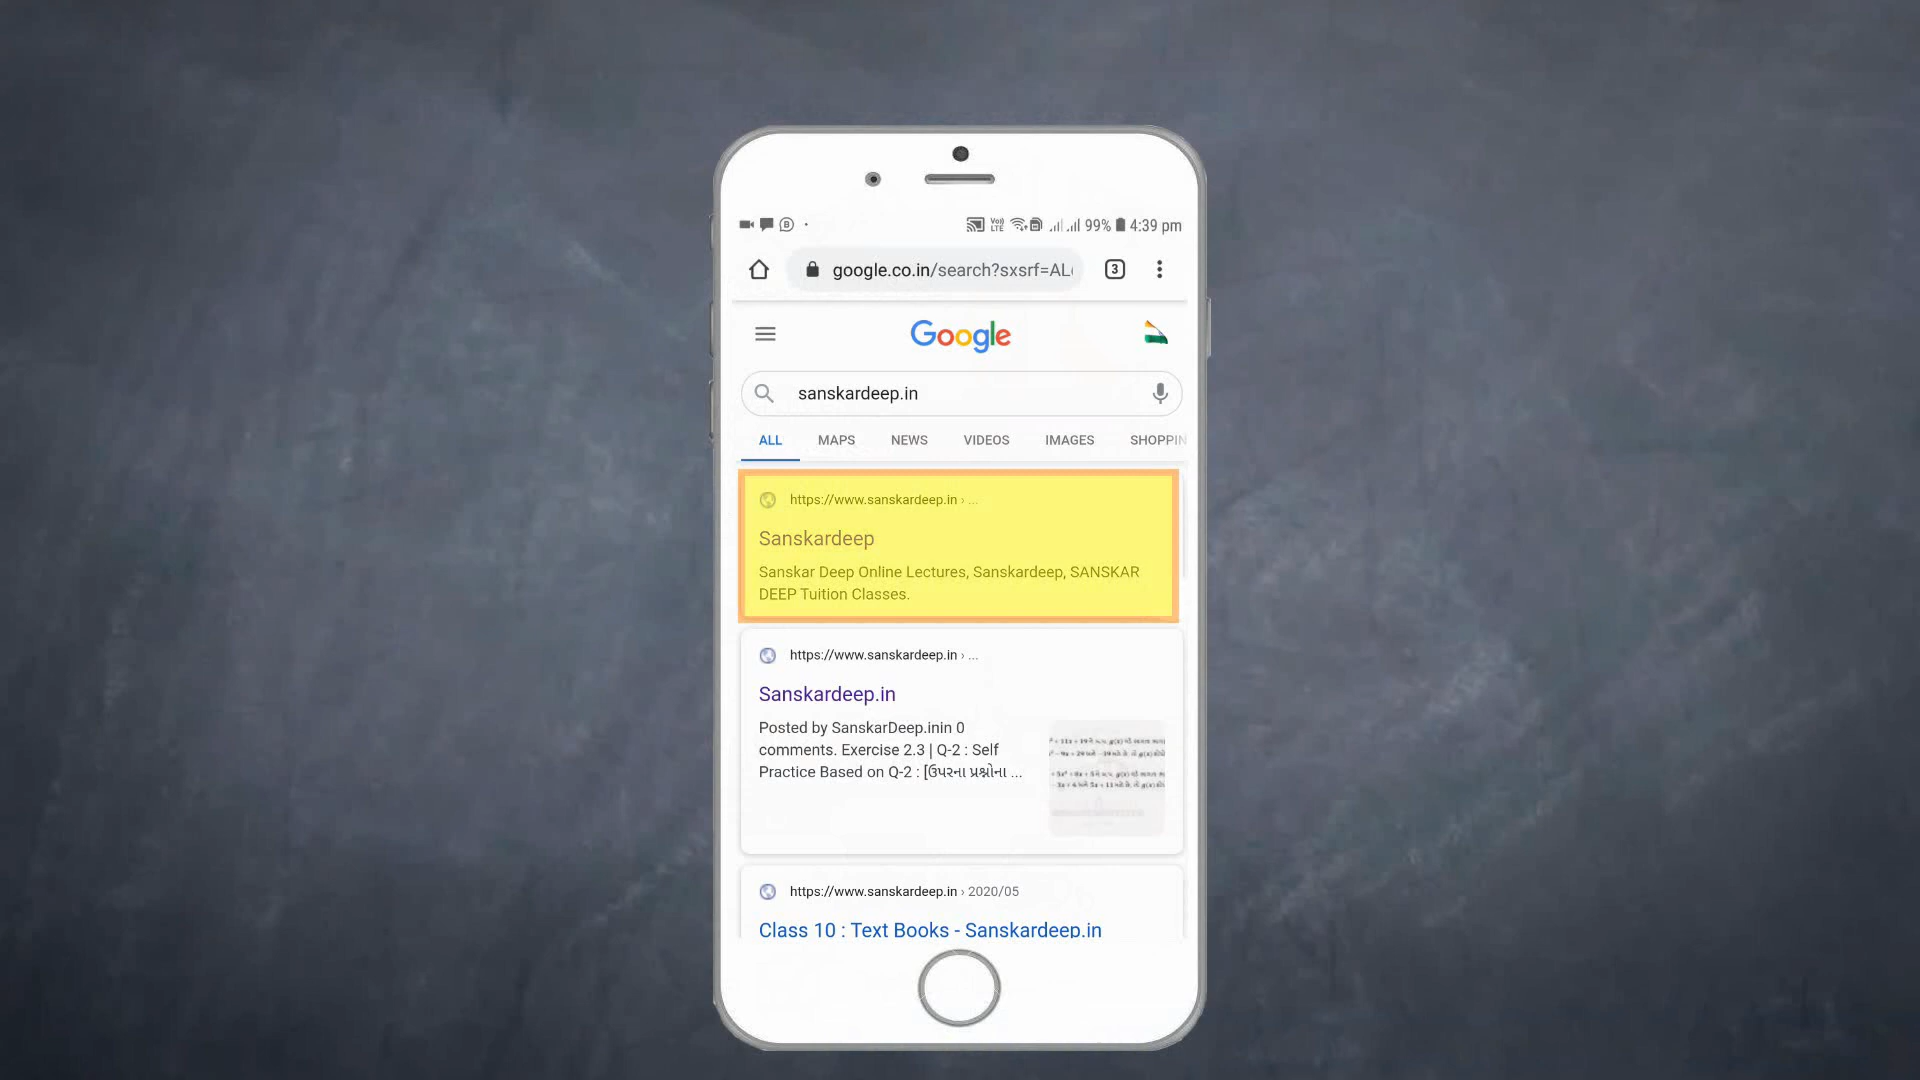 99% 4:39 pm
google.co.in/search?sxsrf=AL
3
Google
sanskardeep.in
ALL MAPS NEWS VIDEOS IMAGES SHOPPIN
https://www.sanskardeep.in › ...
Sanskardeep
Sanskar Deep Online Lectures, Sanskardeep, SANSKAR
DEEP Tuition Classes.
https://www.sanskardeep.in › ...
Sanskardeep.in
Posted by SanskarDeep.inin 0
comments. Exercise 2.3 | Q-2 : Self
Practice Based on Q-2 : [ઉપરના પ્રશ્નોના ...
https://www.sanskardeep.in › 2020/05
Class 10 : Text Books - Sanskardeep.in